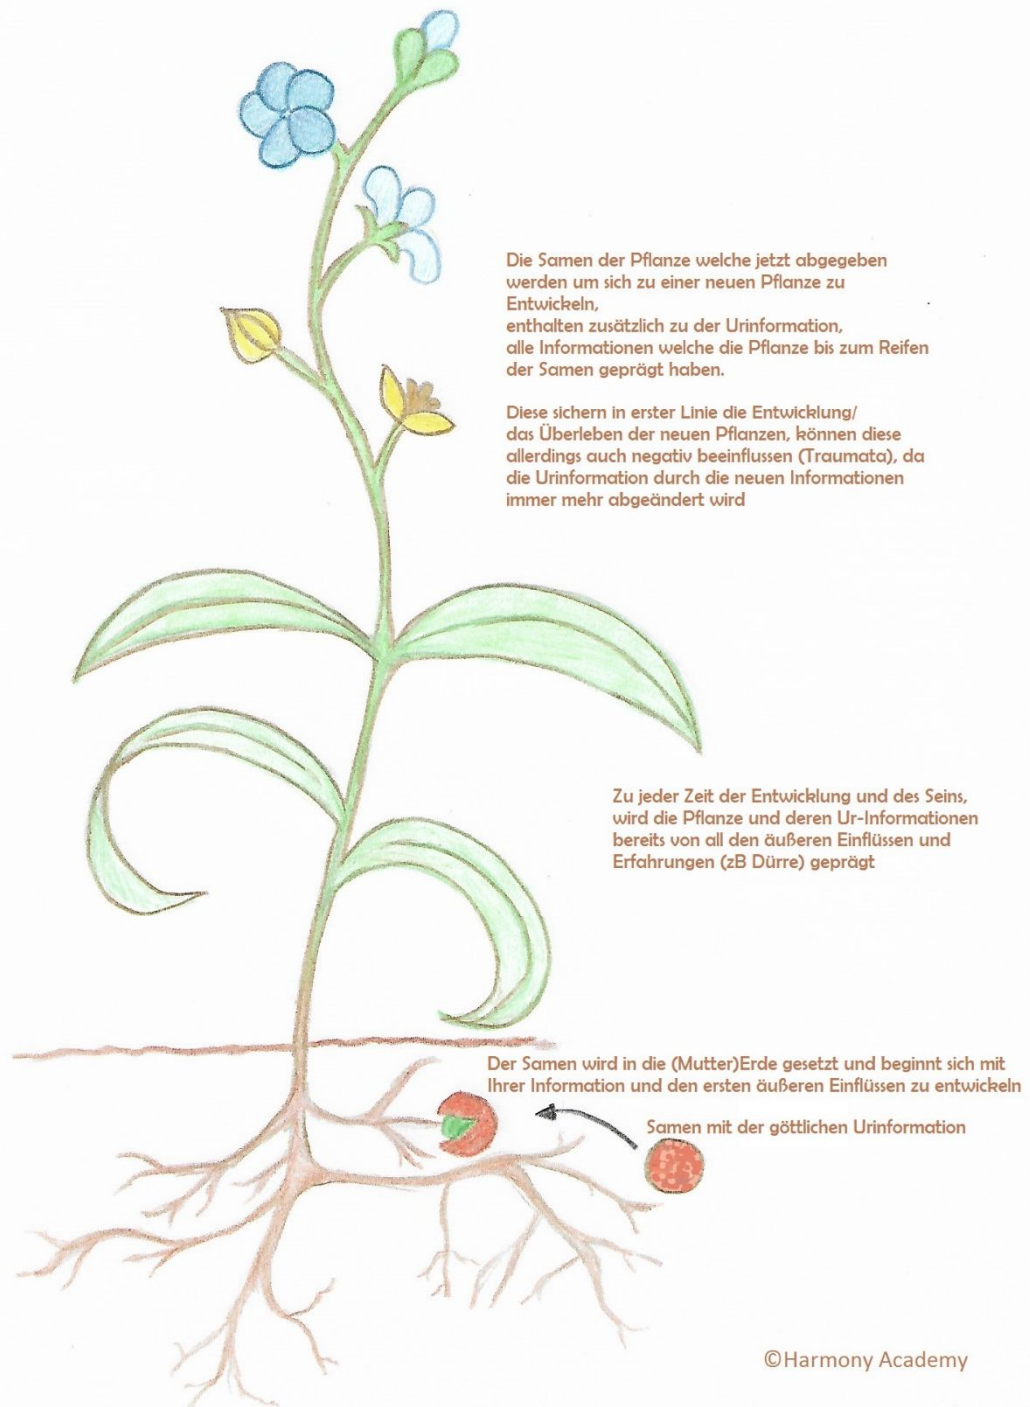 Die Samen der Pflanze welche jetzt abgegeben
werden um sich zu einer neuen Pflanze zu
Entwickeln,
enthalten zusätzlich zu der Urinformation,
alle Informationen welche die Pflanze bis zum Reifen
der Samen geprägt haben.
Diese sichern in erster Linie die Entwicklung/
das Überleben der neuen Pflanzen, können diese
allerdings auch negativ beeinflussen (Traumata), da
die Urinformation durch die neuen Informationen
immer mehr abgeändert wird
Zu jeder Zeit der Entwicklung und des Seins,
wird die Pflanze und deren Ur-Informationen
bereits von all den äußeren Einflüssen und
Erfahrungen (zB Dürre) geprägt
Der Samen wird in die (Mutter)Erde gesetzt und beginnt sich mit
Ihrer Information und den ersten äußeren Einflüssen zu entwickeln
Samen mit der göttlichen Urinformation
©Harmony Academy